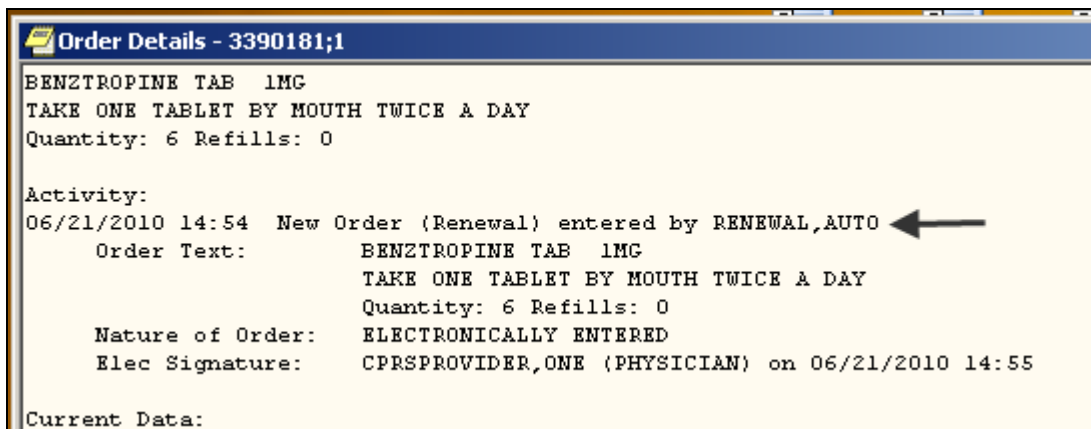 Order Details - 3390181;1
BENZTROPINE TAB 1MG
TAKE ONE TABLET BY MOUTH TWICE A DAY
Quantity: 6 Refills: 0
Activity:
06/21/2010 14:54 New Order (Renewal) entered by RENEWAL,AUTO
Order Text: BENZTROPINE TAB 1MG
TAKE ONE TABLET BY MOUTH TWICE A DAY
Quantity: 6 Refills: 0
Nature of Order: ELECTRONICALLY ENTERED
Elec Signature: CPRSPROVIDER,ONE (PHYSICIAN) on 06/21/2010 14:55
Current Data: